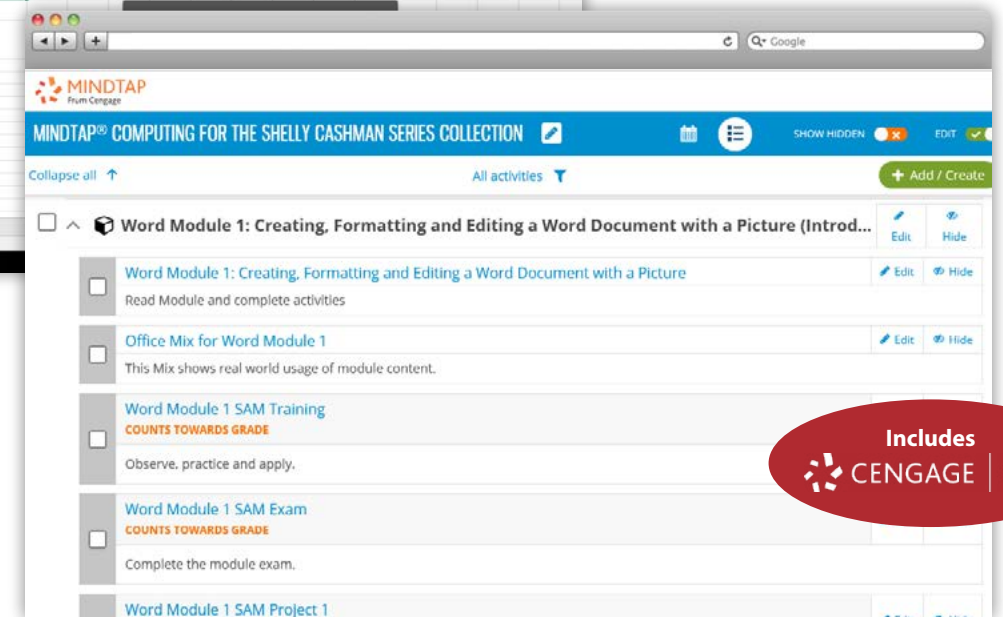 Google
MINDTAP
From Cengage
MINDTAP® COMPUTING FOR THE SHELLY CASHMAN SERIES COLLECTION
SHOW HIDDEN
EDIT
Collapse all
All activities
+ Add / Create
Word Module 1: Creating, Formatting and Editing a Word Document with a Picture (Introd...
Edit
Hide
Word Module 1: Creating, Formatting and Editing a Word Document with a Picture
Edit
Hide
Read Module and complete activities
Office Mix for Word Module 1
Edit
Hide
This Mix shows real world usage of module content.
Word Module 1 SAM Training
COUNTS TOWARDS GRADE
Observe, practice and apply.
Includes
CENGAGE
Word Module 1 SAM Exam
COUNTS TOWARDS GRADE
Complete the module exam.
Word Module 1 SAM Project 1